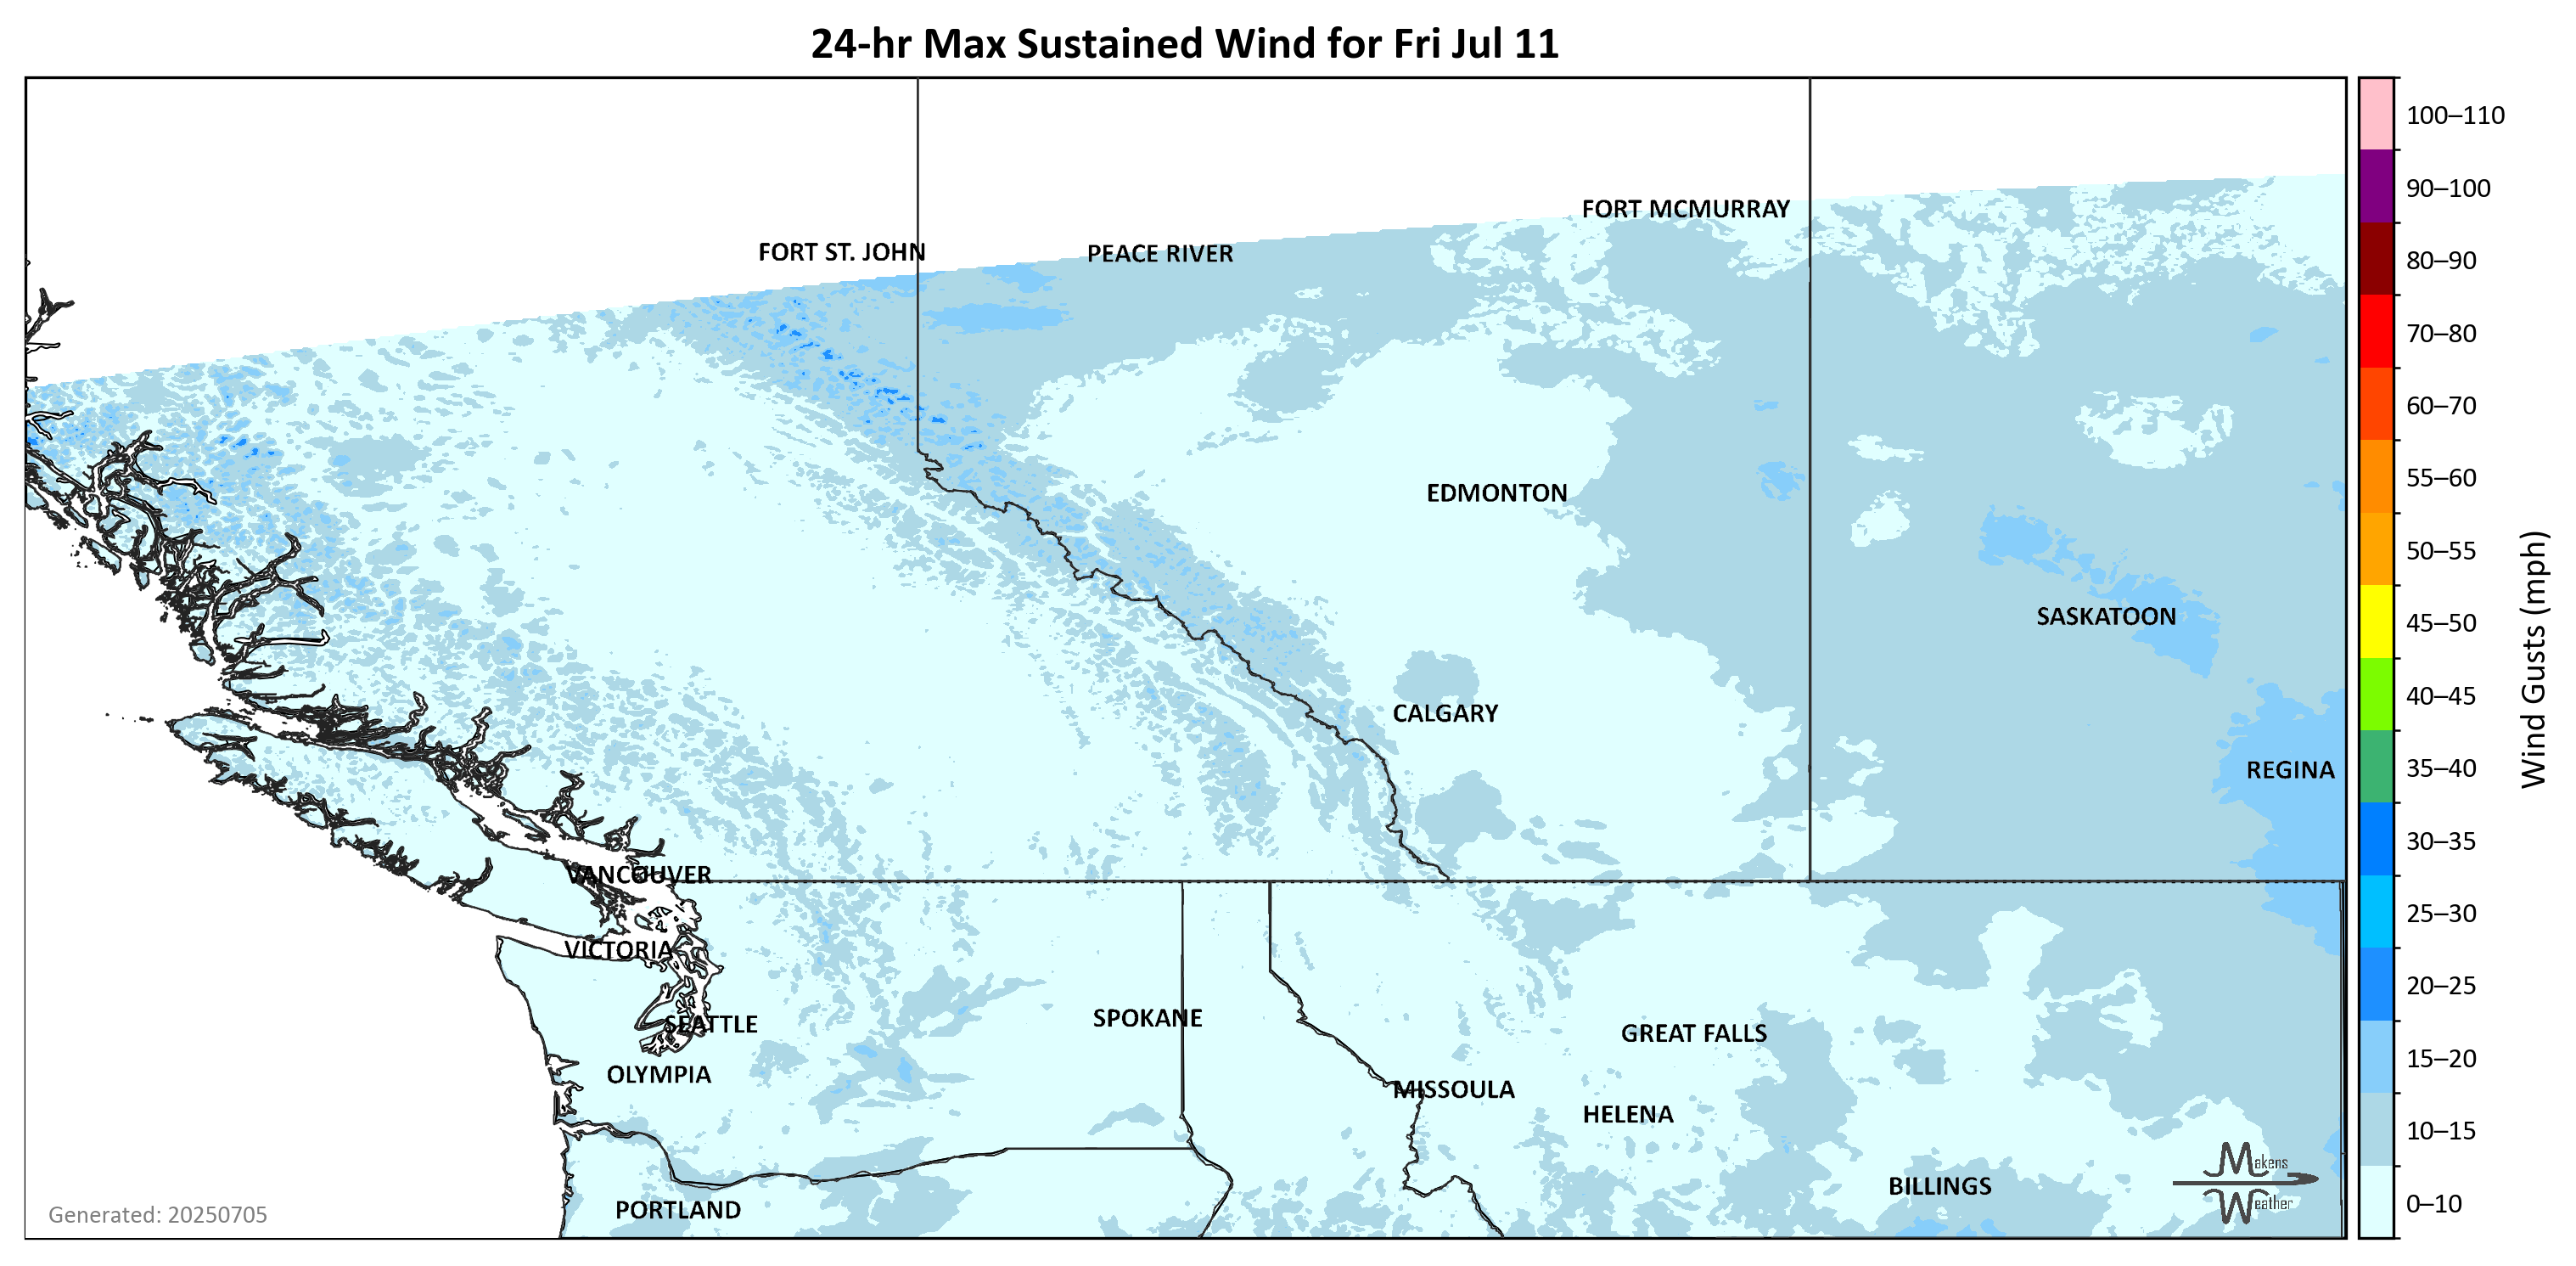 24-hr Max Sustained Wind for Fri Jul 11
100–110
90–100
80–90
70–80
60–70
55–60
50–55
45–50
40–45
35–40
30–35
25–30
20–25
15–20
10–15
0–10
Wind Gusts (mph)
FORT MCMURRAY
FORT ST. JOHN
PEACE RIVER
EDMONTON
SASKATOON
CALGARY
REGINA
VANCOUVER
VICTORIA
SEATTLE
SPOKANE
GREAT FALLS
OLYMPIA
MISSOULA
HELENA
BILLINGS
PORTLAND
Makens
Weather
Generated: 20250705